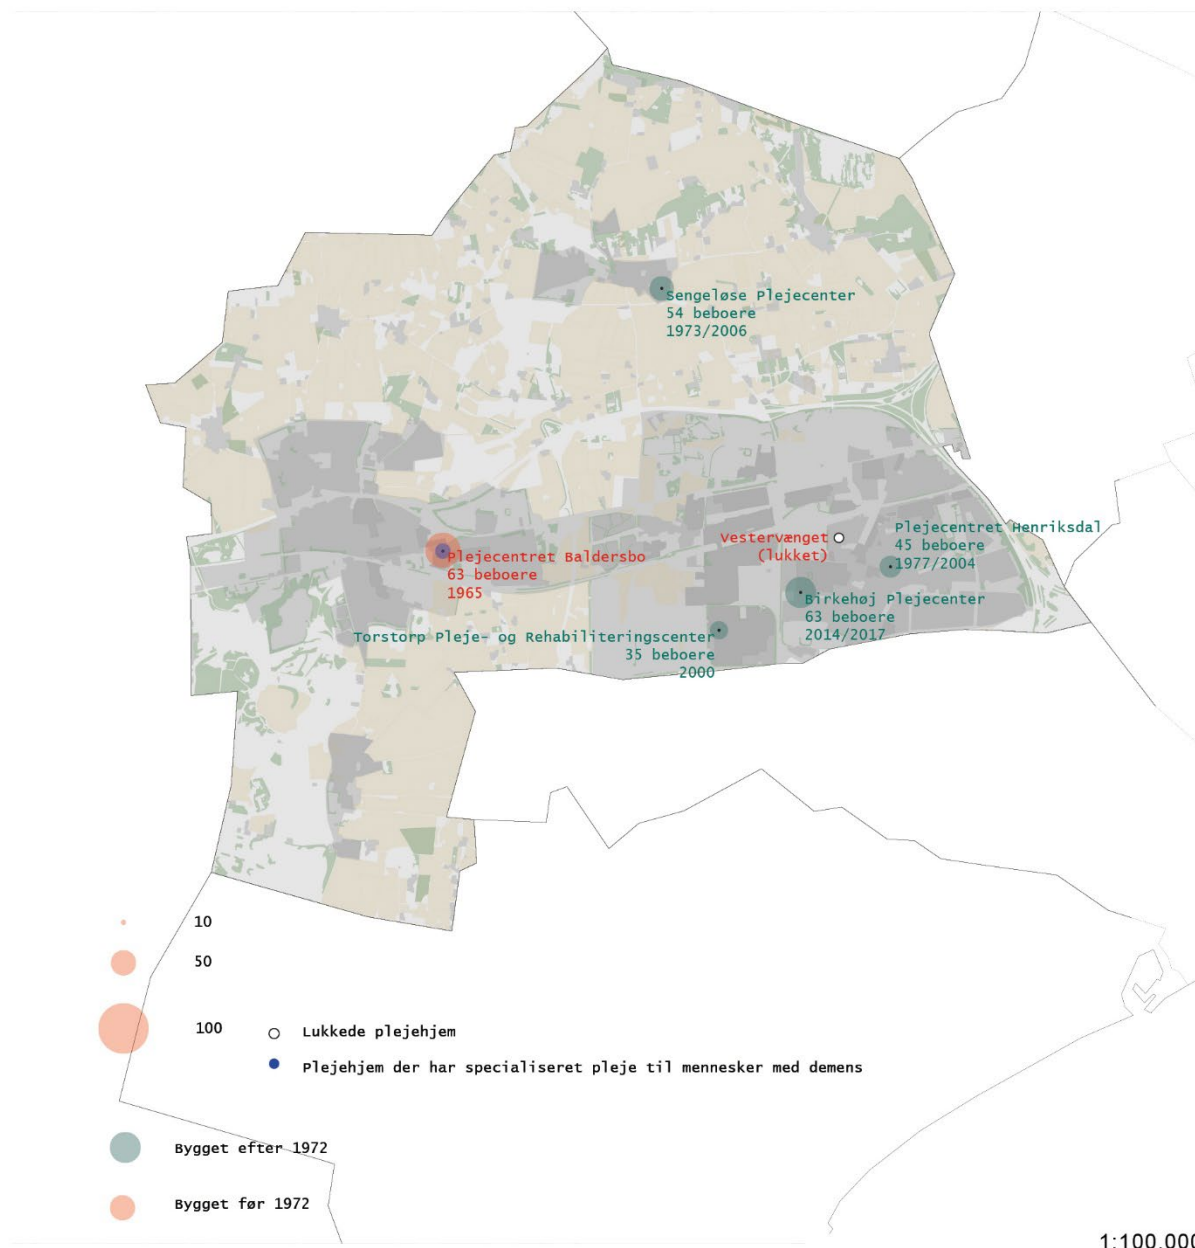 Sengeløse Plejecenter
54 beboere
1973/2006
Plejecentret Henriksdal
45 beboere
1977/2004
Vestervænget
(lukket)
Plejecentret Baldersbo
63 beboere
1965
Birkehøj Plejecenter
63 beboere
2014/2017
Torstorp Pleje- og Rehabiliteringscenter
35 beboere
2000
10
50
100
Lukkede plejehjem
Plejehjem der har specialiseret pleje til mennesker med demens
Bygget efter 1972
Bygget før 1972
1:100.000